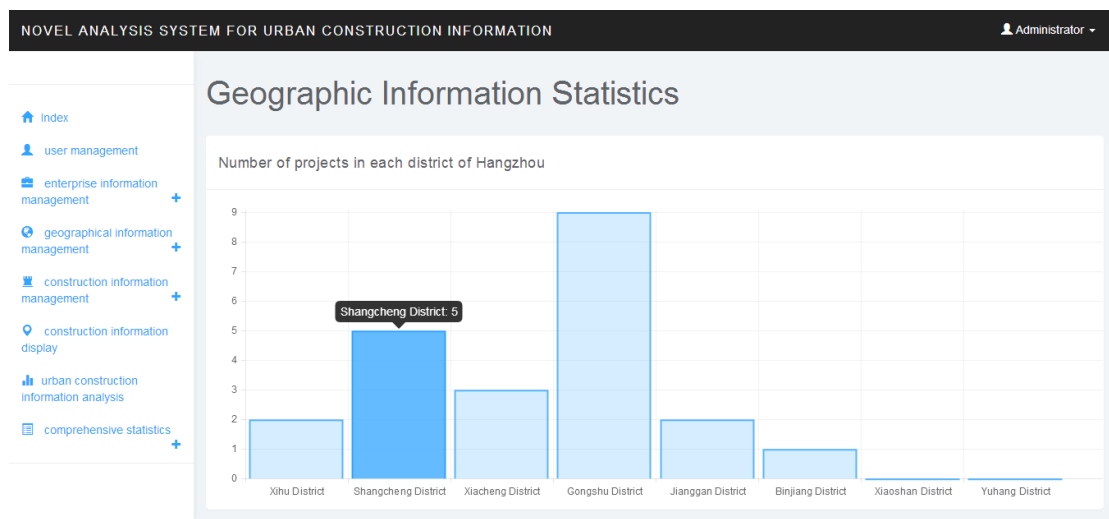 NOVEL ANALYSIS SYSTEM FOR URBAN CONSTRUCTION INFORMATION
Administrator
index
user management
enterprise information
management
geographical information
management
construction information
management
construction information
display
urban construction
information analysis
comprehensive statistics
Geographic Information Statistics
Number of projects in each district of Hangzhou
9
8
7
6
5
4
3
2
1
0
Shangcheng District: 5
Xihu District
Shangcheng District
Xiacheng District
Gongshu District
Jianggan District
Binjiang District
Xiaoshan District
Yuhang District